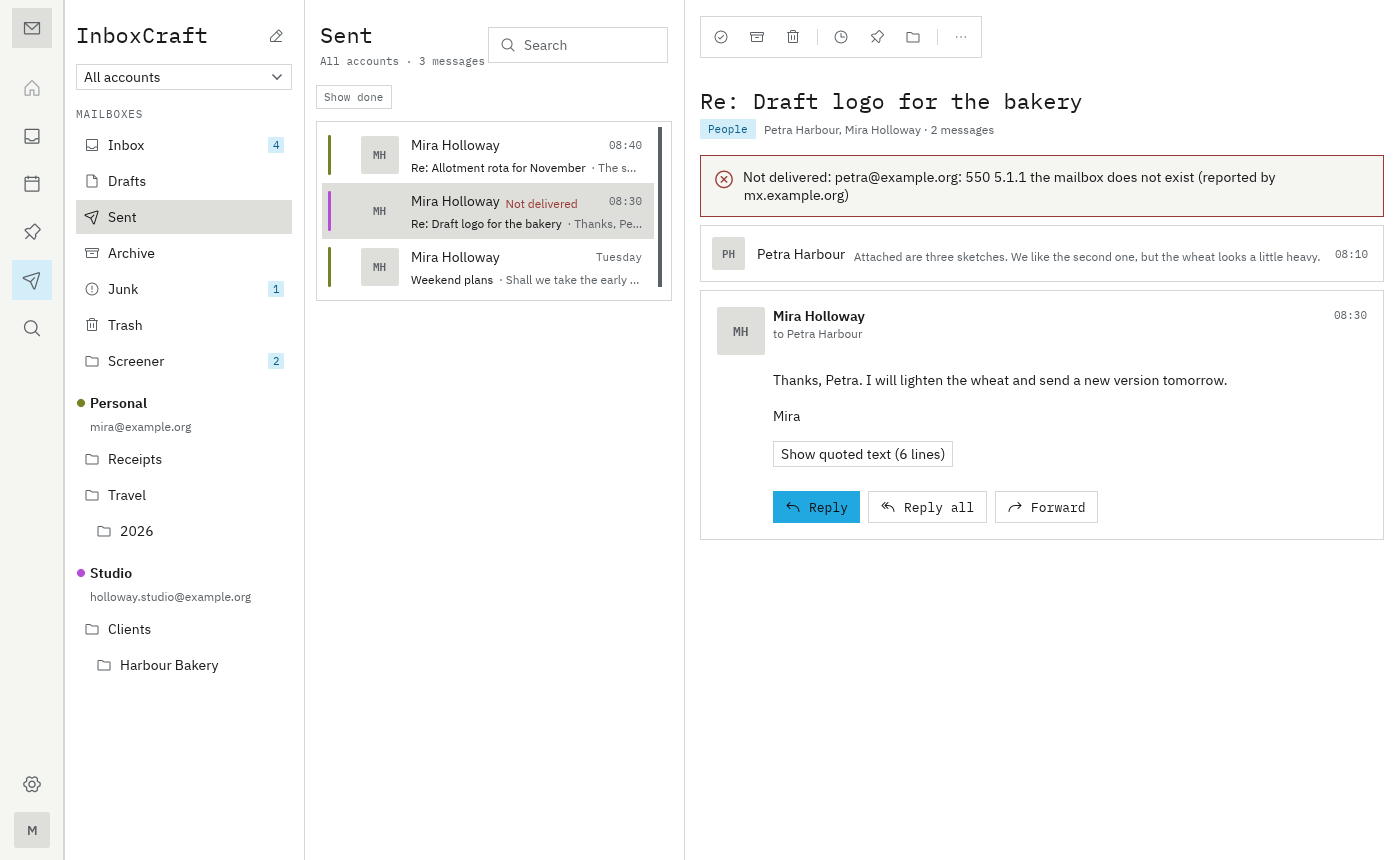 InboxCraft
All accounts
MAILBOXES
Inbox 4
Drafts
Sent
Archive
Junk 1
Trash
Screener 2
Personal
mira@example.org
Receipts
Travel
2026
Studio
holloway.studio@example.org
Clients
Harbour Bakery
M
Sent
All accounts · 3 messages
Search
Show done
MH Mira Holloway 08:40
Re: Allotment rota for November · The s…
MH Mira Holloway Not delivered 08:30
Re: Draft logo for the bakery · Thanks, Pe…
MH Mira Holloway Tuesday
Weekend plans · Shall we take the early …
Re: Draft logo for the bakery
People Petra Harbour, Mira Holloway · 2 messages
Not delivered: petra@example.org: 550 5.1.1 the mailbox does not exist (reported by
mx.example.org)
PH Petra Harbour Attached are three sketches. We like the second one, but the wheat looks a little heavy. 08:10
MH Mira Holloway 08:30
to Petra Harbour
Thanks, Petra. I will lighten the wheat and send a new version tomorrow.
Mira
Show quoted text (6 lines)
Reply Reply all Forward